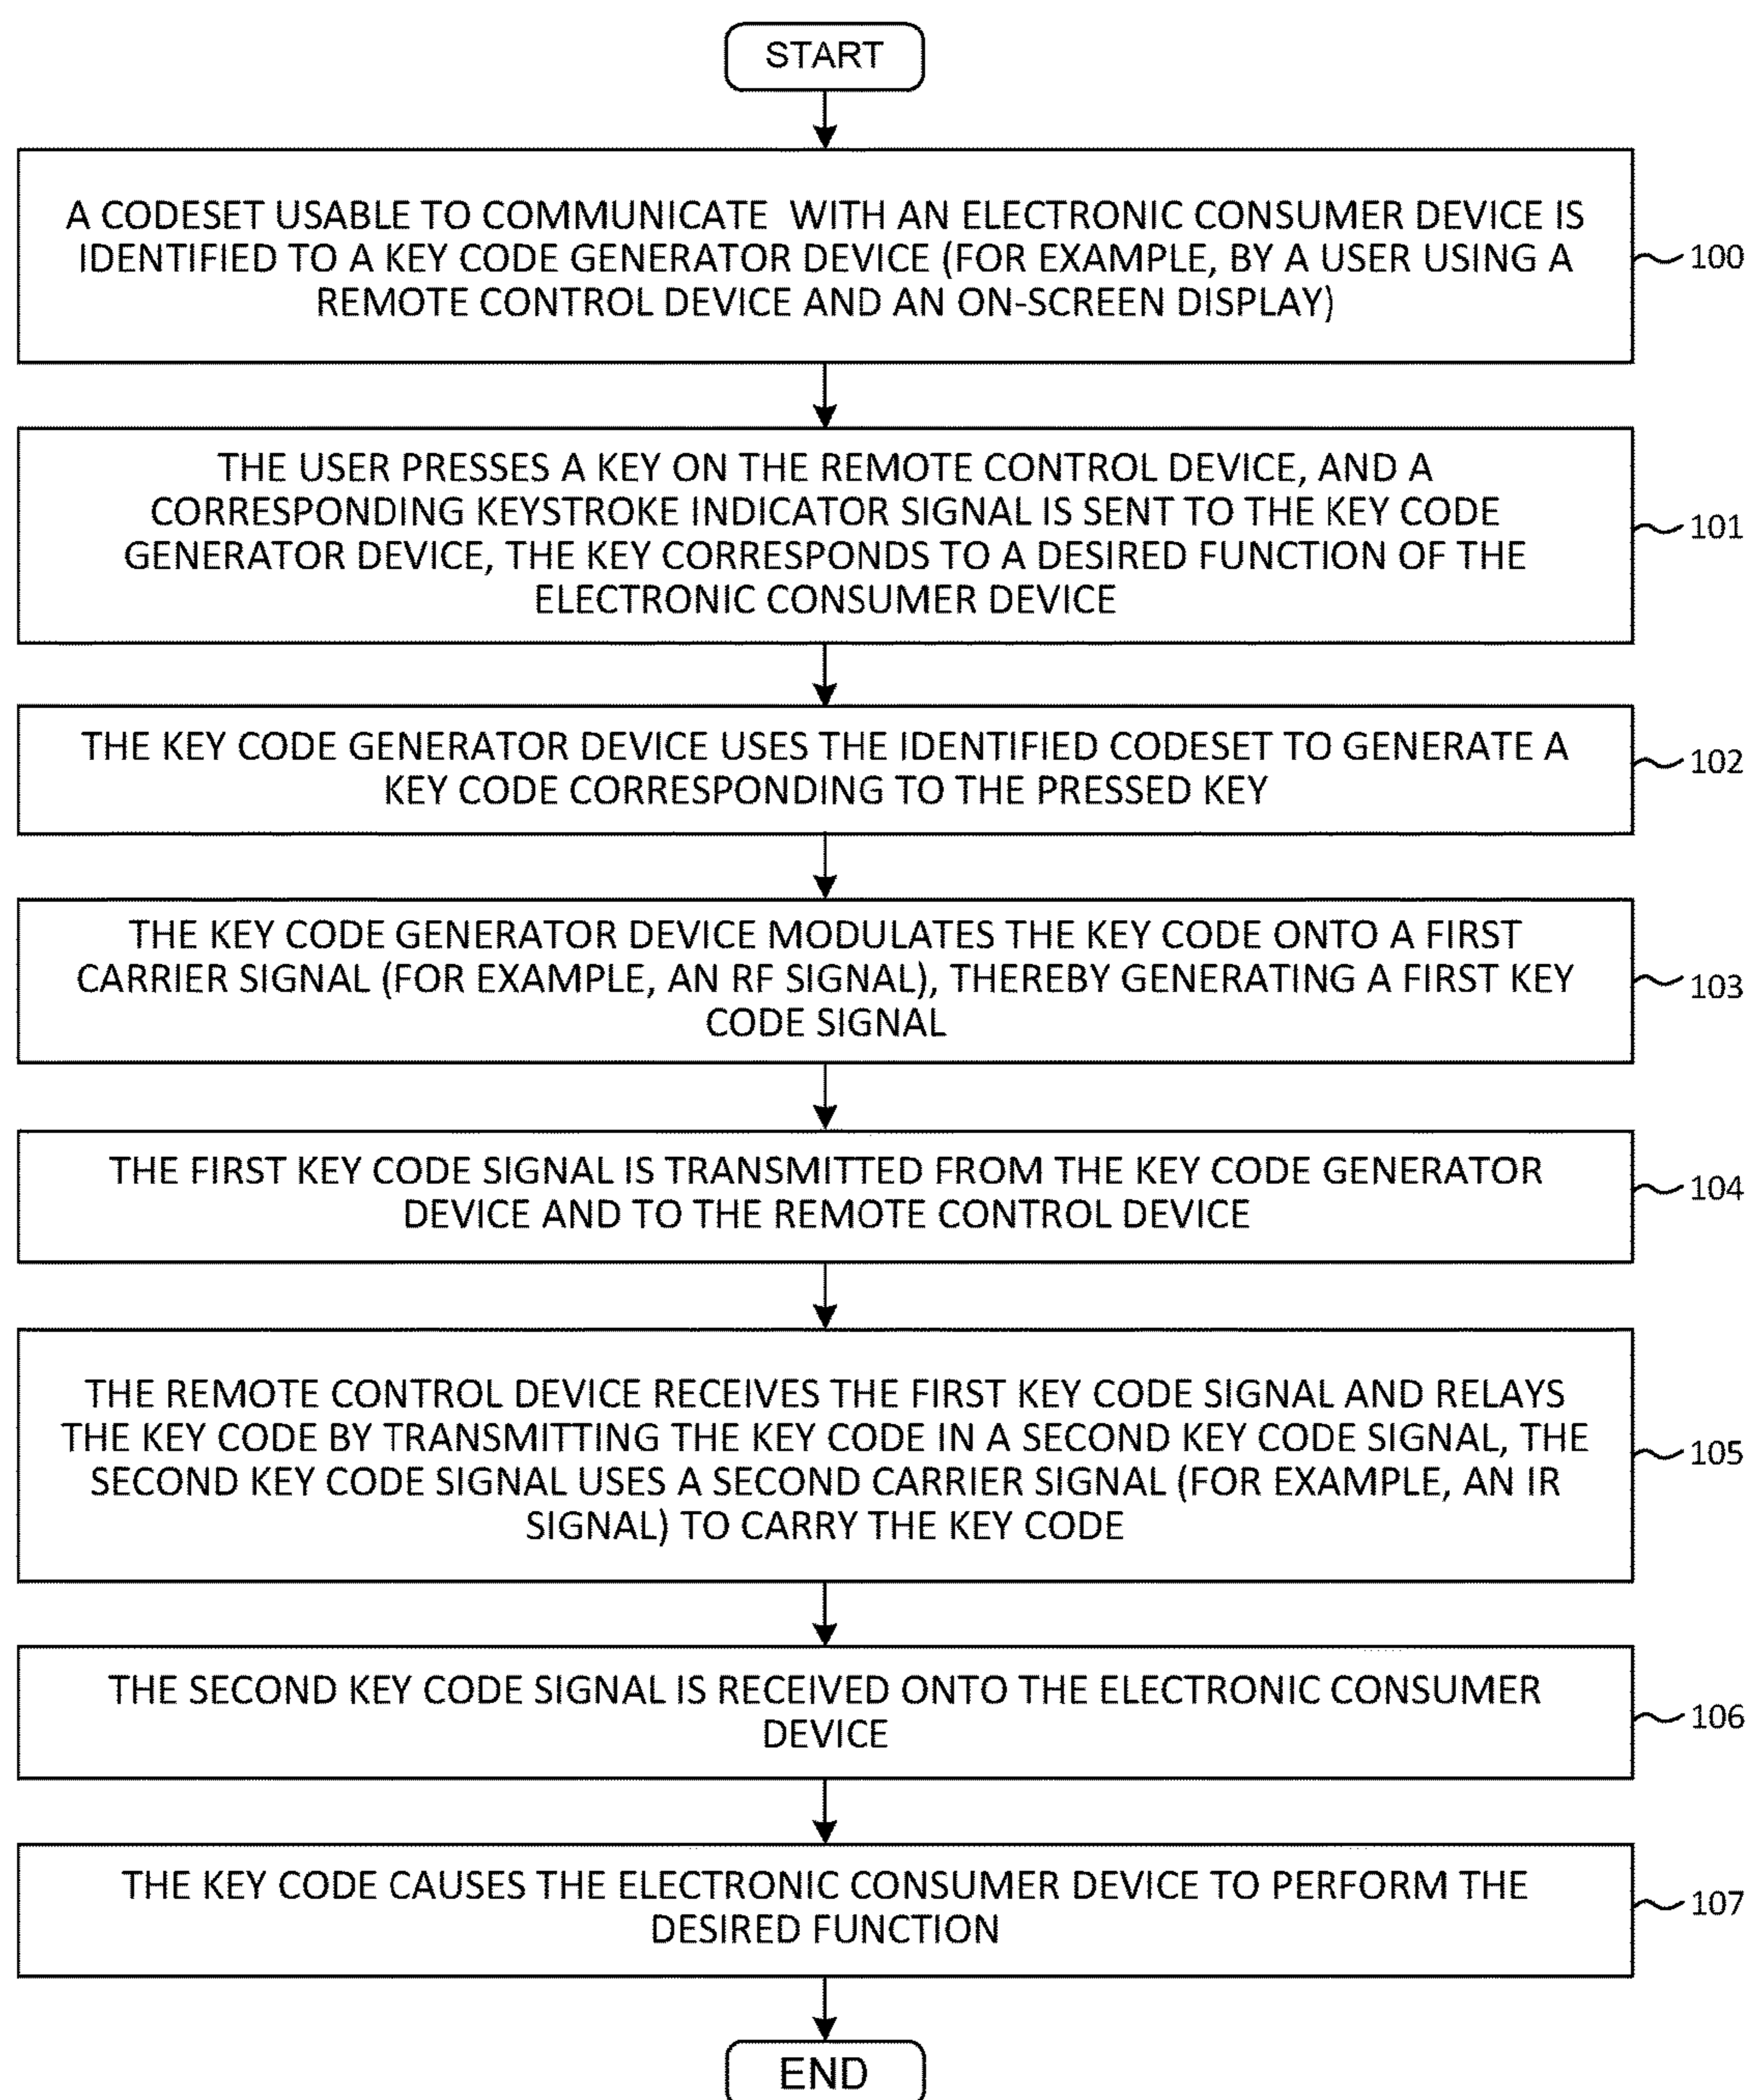 START
A CODESET USABLE TO COMMUNICATE WITH AN ELECTRONIC CONSUMER DEVICE IS
IDENTIFIED TO A KEY CODE GENERATOR DEVICE (FOR EXAMPLE, BY A USER USING A
REMOTE CONTROL DEVICE AND AN ON-SCREEN DISPLAY)
100
THE USER PRESSES A KEY ON THE REMOTE CONTROL DEVICE, AND A
CORRESPONDING KEYSTROKE INDICATOR SIGNAL IS SENT TO THE KEY CODE
GENERATOR DEVICE, THE KEY CORRESPONDS TO A DESIRED FUNCTION OF THE
ELECTRONIC CONSUMER DEVICE
101
THE KEY CODE GENERATOR DEVICE USES THE IDENTIFIED CODESET TO GENERATE A
KEY CODE CORRESPONDING TO THE PRESSED KEY
102
THE KEY CODE GENERATOR DEVICE MODULATES THE KEY CODE ONTO A FIRST
CARRIER SIGNAL (FOR EXAMPLE, AN RF SIGNAL), THEREBY GENERATING A FIRST KEY
CODE SIGNAL
103
THE FIRST KEY CODE SIGNAL IS TRANSMITTED FROM THE KEY CODE GENERATOR
DEVICE AND TO THE REMOTE CONTROL DEVICE
104
THE REMOTE CONTROL DEVICE RECEIVES THE FIRST KEY CODE SIGNAL AND RELAYS
THE KEY CODE BY TRANSMITTING THE KEY CODE IN A SECOND KEY CODE SIGNAL, THE
SECOND KEY CODE SIGNAL USES A SECOND CARRIER SIGNAL (FOR EXAMPLE, AN IR
SIGNAL) TO CARRY THE KEY CODE
105
THE SECOND KEY CODE SIGNAL IS RECEIVED ONTO THE ELECTRONIC CONSUMER
DEVICE
106
THE KEY CODE CAUSES THE ELECTRONIC CONSUMER DEVICE TO PERFORM THE
DESIRED FUNCTION
107
END